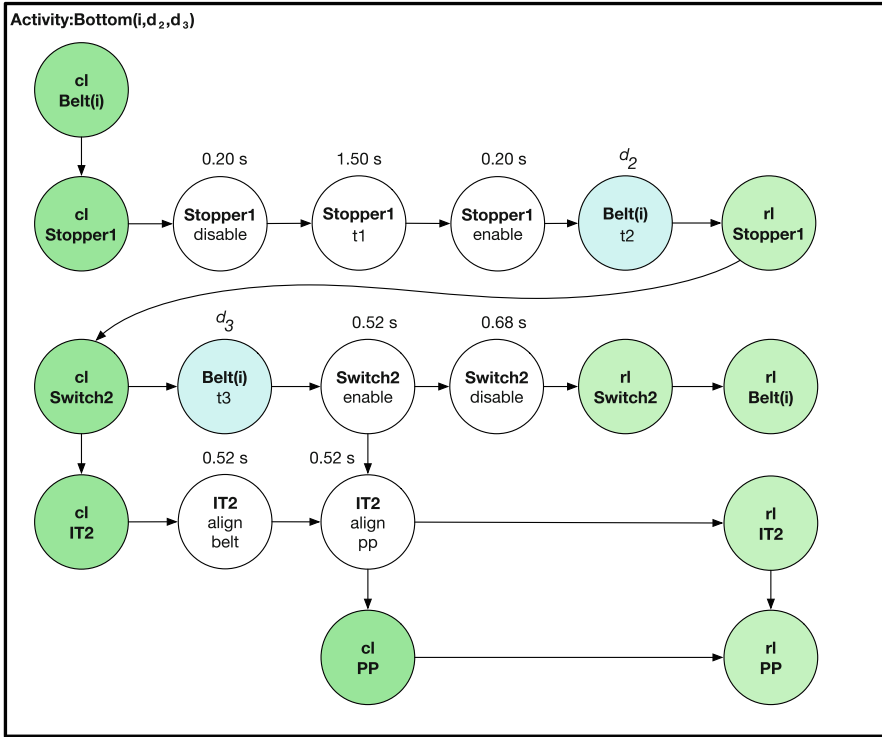 Activity:Bottom(i,d₂,d₃)
cl
Belt(i)
0.20 s
1.50 s
0.20 s
d₂
cl
Stopper1
Stopper1
disable
Stopper1
t1
Stopper1
enable
Belt(i)
t2
rl
Stopper1
d₃
0.52 s
0.68 s
cl
Switch2
Belt(i)
t3
Switch2
enable
Switch2
disable
rl
Switch2
rl
Belt(i)
0.52 s
0.52 s
cl
IT2
IT2
align
belt
IT2
align
pp
rl
IT2
cl
PP
rl
PP